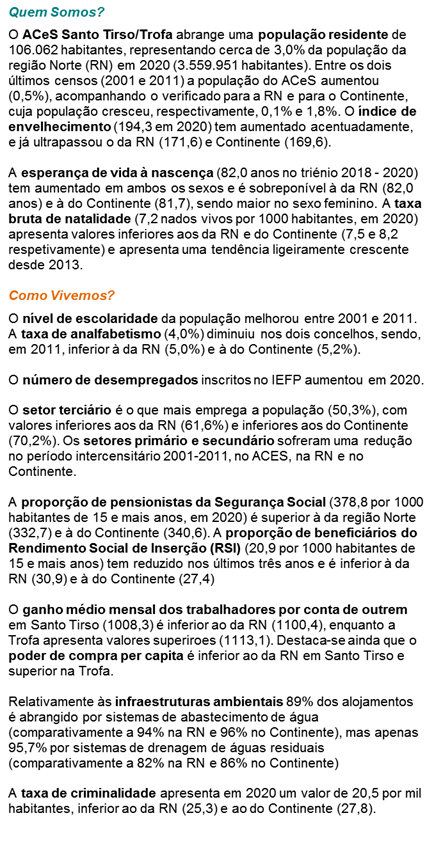 Quem Somos?
O ACeS Santo Tirso/Trofa abrange uma população residente de
106.062 habitantes, representando cerca de 3,0% da população da
região Norte (RN) em 2020 (3.559.951 habitantes). Entre os dois
últimos censos (2001 e 2011) a população do ACeS aumentou
(0,5%), acompanhando o verificado para a RN e para o Continente,
cuja população cresceu, respectivamente, 0,1% e 1,8%. O índice de
envelhecimento (194,3 em 2020) tem aumentado acentuadamente,
e já ultrapassou o da RN (171,6) e Continente (169,6).
A esperança de vida à nascença (82,0 anos no triénio 2018 - 2020)
tem aumentado em ambos os sexos e é sobreponível à da RN (82,0
anos) e à do Continente (81,7), sendo maior no sexo feminino. A taxa
bruta de natalidade (7,2 nados vivos por 1000 habitantes, em 2020)
apresenta valores inferiores aos da RN e do Continente (7,5 e 8,2
respetivamente) e apresenta uma tendência ligeiramente crescente
desde 2013.
Como Vivemos?
O nível de escolaridade da população melhorou entre 2001 e 2011.
A taxa de analfabetismo (4,0%) diminuiu nos dois concelhos, sendo,
em 2011, inferior à da RN (5,0%) e à do Continente (5,2%).
O número de desempregados inscritos no IEFP aumentou em 2020.
O setor terciário é o que mais emprega a população (50,3%), com
valores inferiores aos da RN (61,6%) e inferiores aos do Continente
(70,2%). Os setores primário e secundário sofreram uma redução
no período intercensitário 2001-2011, no ACES, na RN e no
Continente.
A proporção de pensionistas da Segurança Social (378,8 por 1000
habitantes de 15 e mais anos, em 2020) é superior à da região Norte
(332,7) e à do Continente (340,6). A proporção de beneficiários do
Rendimento Social de Inserção (RSI) (20,9 por 1000 habitantes de
15 e mais anos) tem reduzido nos últimos três anos e é inferior à da
RN (30,9) e à do Continente (27,4)
O ganho médio mensal dos trabalhadores por conta de outrem
em Santo Tirso (1008,3) é inferior ao da RN (1100,4), enquanto a
Trofa apresenta valores superiroes (1113,1). Destaca-se ainda que o
poder de compra per capita é inferior ao da RN em Santo Tirso e
superior na Trofa.
Relativamente às infraestruturas ambientais 89% dos alojamentos
é abrangido por sistemas de abastecimento de água
(comparativamente a 94% na RN e 96% no Continente), mas apenas
95,7% por sistemas de drenagem de águas residuais
(comparativamente a 82% na RN e 86% no Continente)
A taxa de criminalidade apresenta em 2020 um valor de 20,5 por mil
habitantes, inferior ao da RN (25,3) e ao do Continente (27,8).